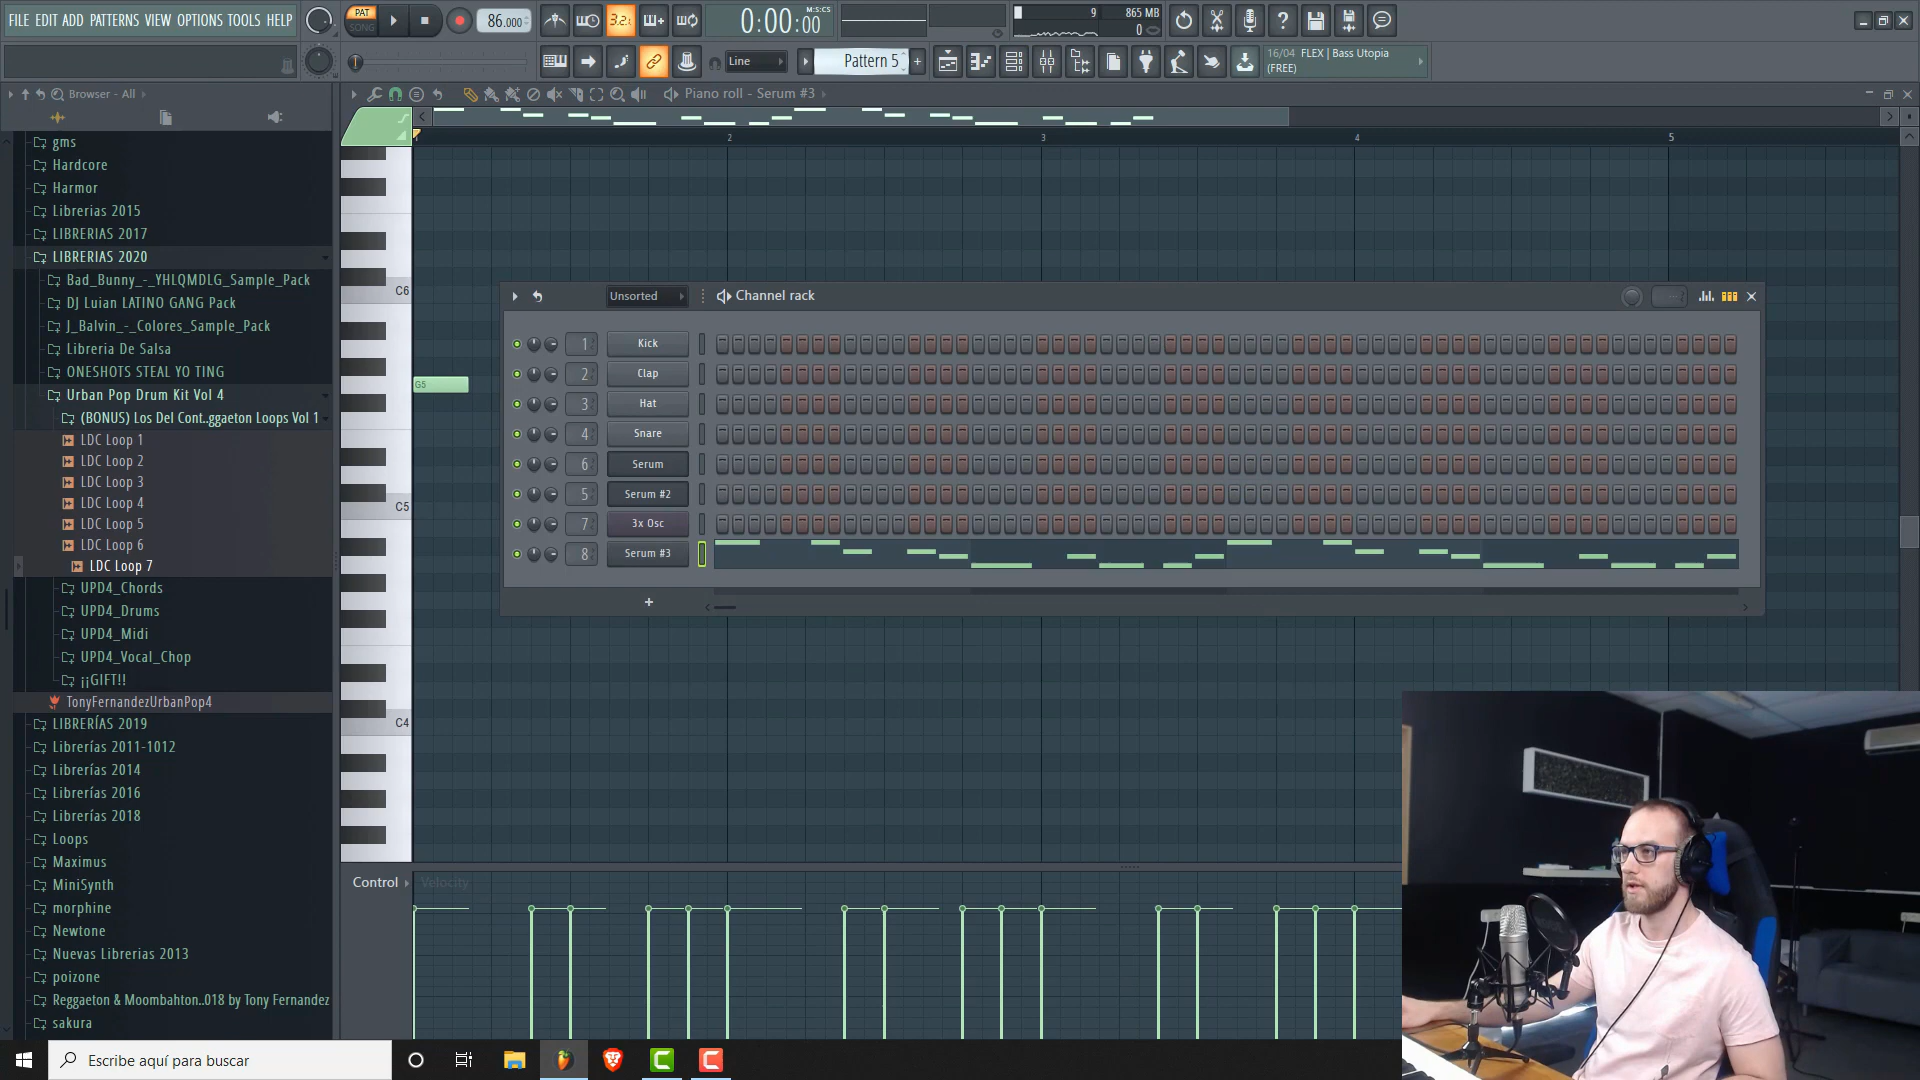 FILE EDIT ADD PATTERNS VIEW OPTIONS TOOLS HELP
PAT
SONG
86.000
3.2.
0:00:00
M:S:CS
9
865 MB
0
Line
Pattern 5
+
16/04 FLEX | Bass Utopia
(FREE)
Browser - All
Piano roll - Serum #3
gms
Hardcore
Harmor
Librerias 2015
LIBRERIAS 2017
LIBRERIAS 2020
Bad_Bunny_-_YHLQMDLG_Sample_Pack
DJ Luian LATINO GANG Pack
J_Balvin_-_Colores_Sample_Pack
Libreria De Salsa
ONESHOTS STEAL YO TING
Urban Pop Drum Kit Vol 4
(BONUS) Los Del Cont..ggaeton Loops Vol 1
LDC Loop 1
LDC Loop 2
LDC Loop 3
LDC Loop 4
LDC Loop 5
LDC Loop 6
LDC Loop 7
UPD4_Chords
UPD4_Drums
UPD4_Midi
UPD4_Vocal_Chop
¡¡GIFT!!
TonyFernandezUrbanPop4
LIBRERÍAS 2019
Librerías 2011-1012
Librerías 2014
Librerías 2016
Librerías 2018
Loops
Maximus
MiniSynth
morphine
Newtone
Nuevas Librerias 2013
poizone
Reggaeton & Moombahton..018 by Tony Fernandez
sakura
2
3
4
5
C6
G5
C5
C4
Unsorted
Channel rack
1 Kick
2 Clap
3 Hat
4 Snare
6 Serum
5 Serum #2
7 3x Osc
8 Serum #3
+
Control
Velocity
Escribe aquí para buscar